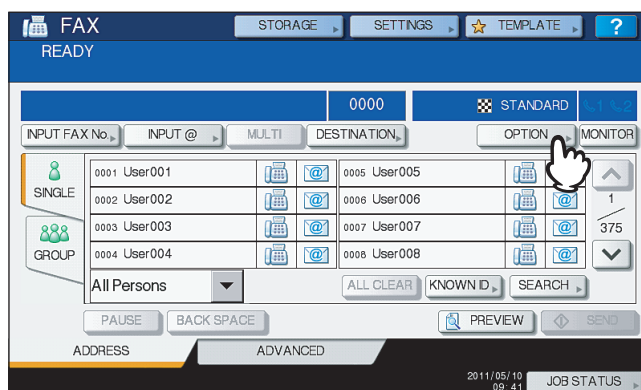 FAX STORAGE SETTINGS TEMPLATE ?
READY
0000 STANDARD 1 2
INPUT FAX No. INPUT @ MULTI DESTINATION OPTION MONITOR
SINGLE
GROUP
0001 User001 @ 0005 User005 @
0002 User002 @ 0006 User006 @
0003 User003 @ 0007 User007 @
0004 User004 @ 0008 User008 @
1
375
All Persons ALL CLEAR KNOWN ID SEARCH
PAUSE BACK SPACE PREVIEW SEND
ADDRESS ADVANCED
2011/05/10
09:41 JOB STATUS